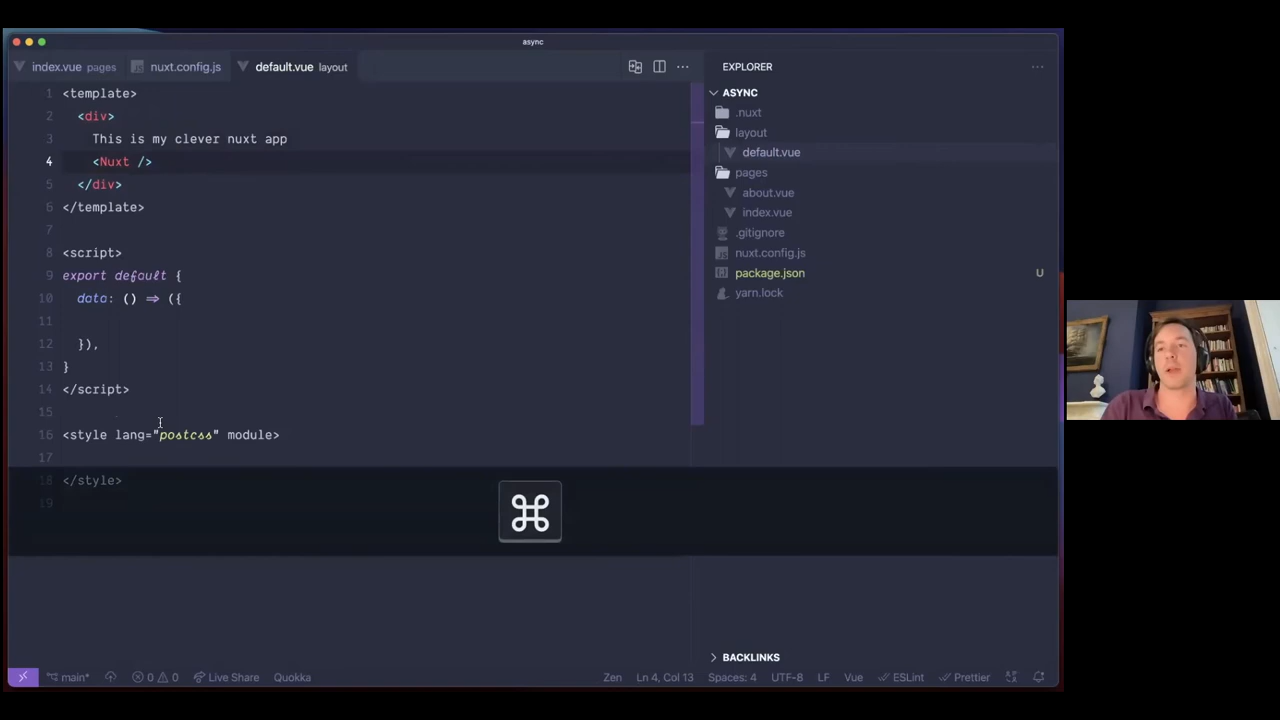 async
index.vue pages
nuxt.config.js
default.vue layout
EXPLORER
1 <template>
2 <div>
3 This is my clever nuxt app
4 <Nuxt />
5 </div>
6 </template>
7
8 <script>
9 export default {
10 data: () => ({
11
12 }),
13 }
14 </script>
15
16 <style lang="postcss" module>
17
18 </style>
19
ASYNC
.nuxt
layout
default.vue
pages
about.vue
index.vue
.gitignore
nuxt.config.js
package.json U
yarn.lock
⌘
BACKLINKS
main* 0 0 Live Share Quokka Zen Ln 4, Col 13 Spaces: 4 UTF-8 LF Vue ESLint Prettier